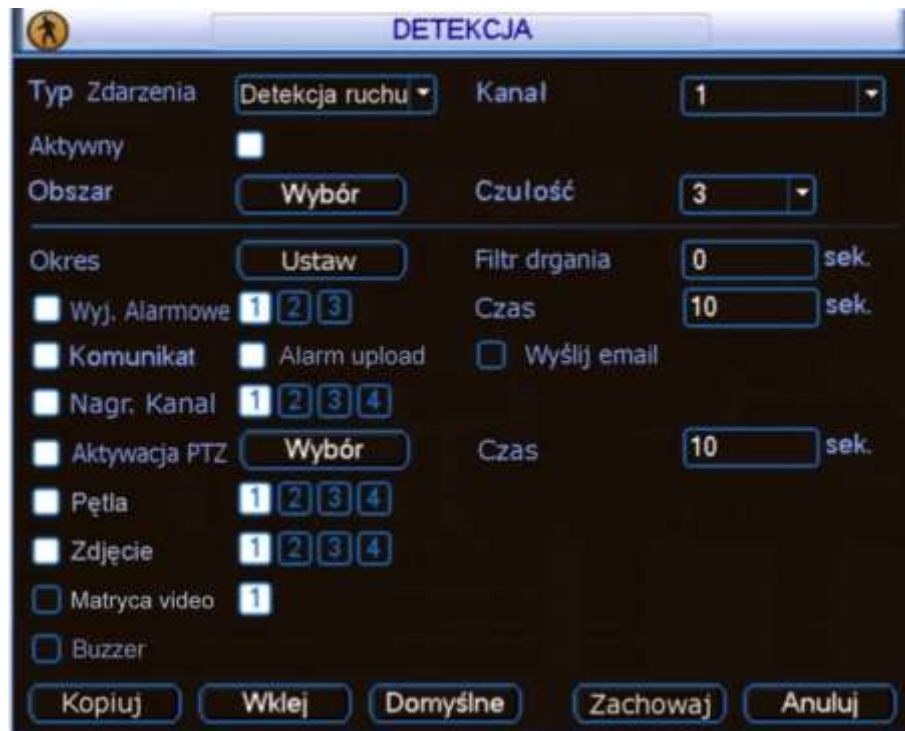 DETEKCJA
Typ Zdarzenia Detekcja ruchu Kanał 1
Aktywny
Obszar Wybór Czułość 3
Okres Ustaw Filtr drgania 0 sek.
Wyj. Alarmowe 1 2 3 Czas 10 sek.
Komunikat Alarm upload Wyślij email
Nagr. Kanał 1 2 3 4
Aktywacja PTZ Wybór Czas 10 sek.
Pętla 1 2 3 4
Zdjęcie 1 2 3 4
Matryca video 1
Buzzer
Kopiuj Wklej Domyślne Zachowaj Anuluj